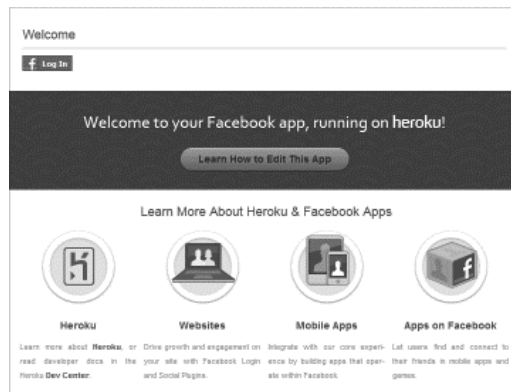 Welcome
f Log In
Welcome to your Facebook app, running on heroku!
Learn How to Edit This App
Learn More About Heroku & Facebook Apps
Heroku
Learn more about Heroku, or
read developer docs in the
Heroku Dev Center.
Websites
Drive growth and engagement on
your site with Facebook Login
and Social Plugins.
Mobile Apps
Integrate with our core experi-
ence by building apps that oper-
ate within Facebook.
Apps on Facebook
Let users find and connect to
their friends in mobile apps and
games.